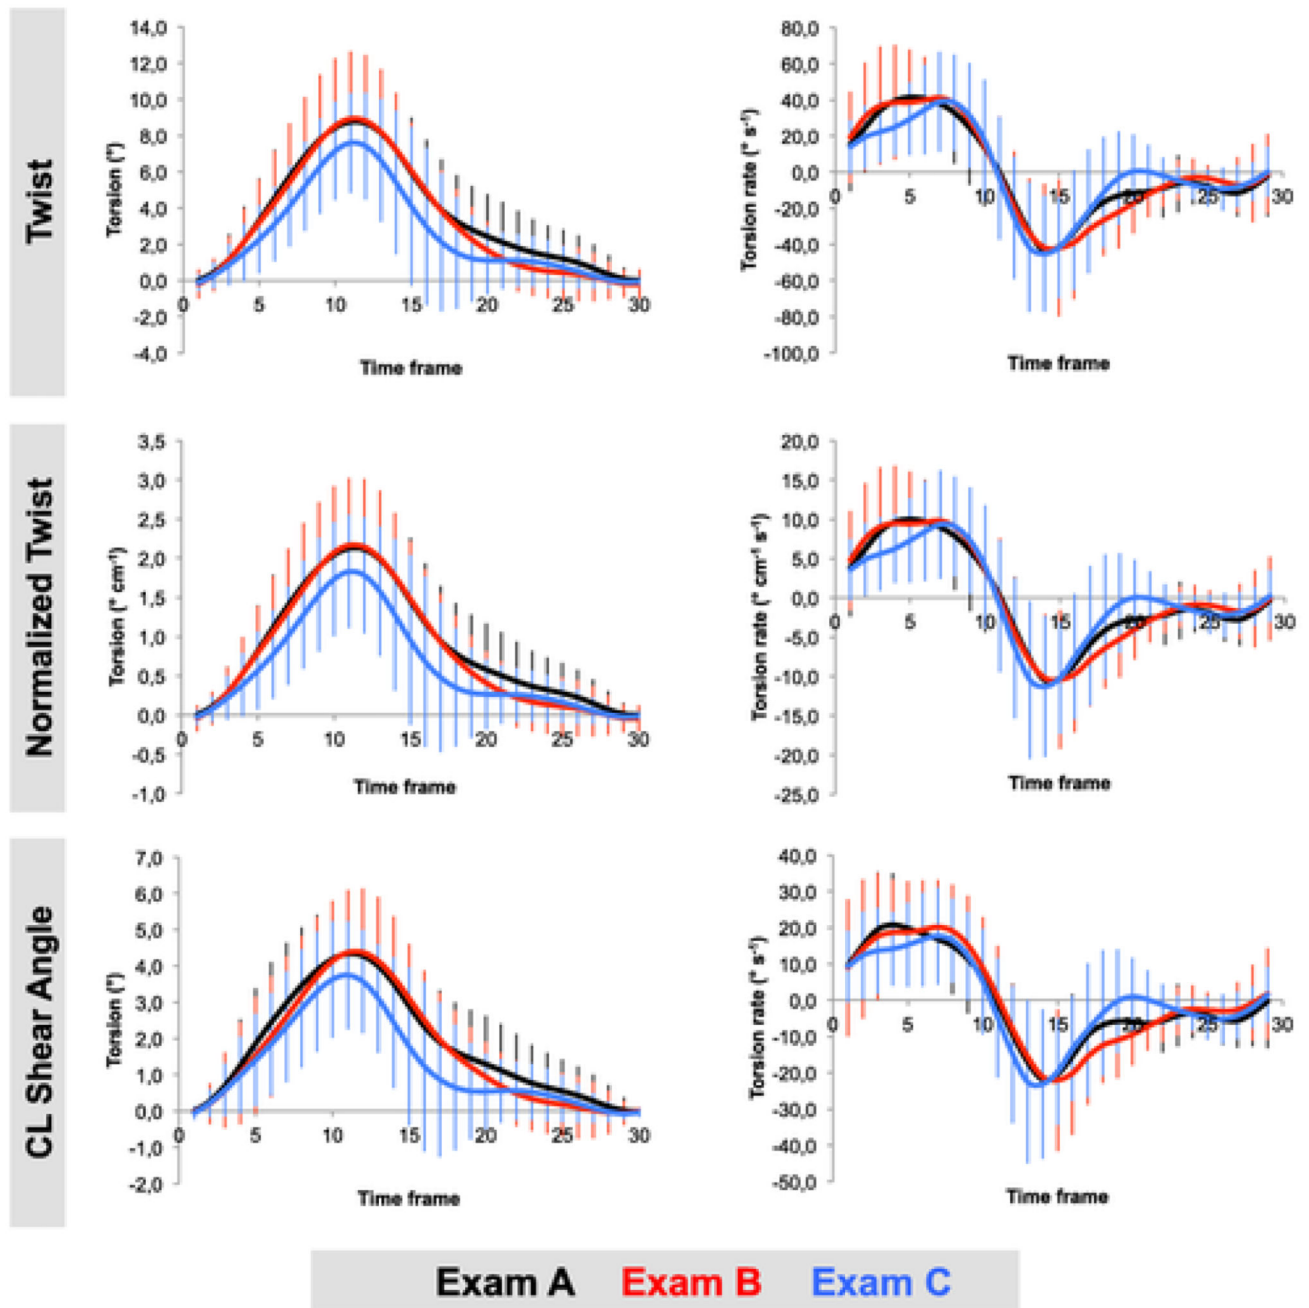 Twist
14,0
12,0
10,0
8,0
6,0
4,0
2,0
0,0
-2,0
-4,0
Torsion (°)
0 5 10 15 20 25 30
Time frame
80,0
60,0
40,0
20,0
0,0
-20,0
-40,0
-60,0
-80,0
-100,0
Torsion rate (° s⁻¹)
0 5 10 15 20 25 30
Time frame
Normalized Twist
3,5
3,0
2,5
2,0
1,5
1,0
0,5
0,0
-0,5
-1,0
Torsion (° cm⁻¹)
0 5 10 15 20 25 30
Time frame
20,0
15,0
10,0
5,0
0,0
-5,0
-10,0
-15,0
-20,0
-25,0
Torsion rate (° cm⁻¹ s⁻¹)
0 5 10 15 20 25 30
Time frame
CL Shear Angle
7,0
6,0
5,0
4,0
3,0
2,0
1,0
0,0
-1,0
-2,0
Torsion (°)
0 5 10 15 20 25 30
Time frame
40,0
30,0
20,0
10,0
0,0
-10,0
-20,0
-30,0
-40,0
-50,0
Torsion rate (° s⁻¹)
0 5 10 15 20 25 30
Time frame
Exam A Exam B Exam C